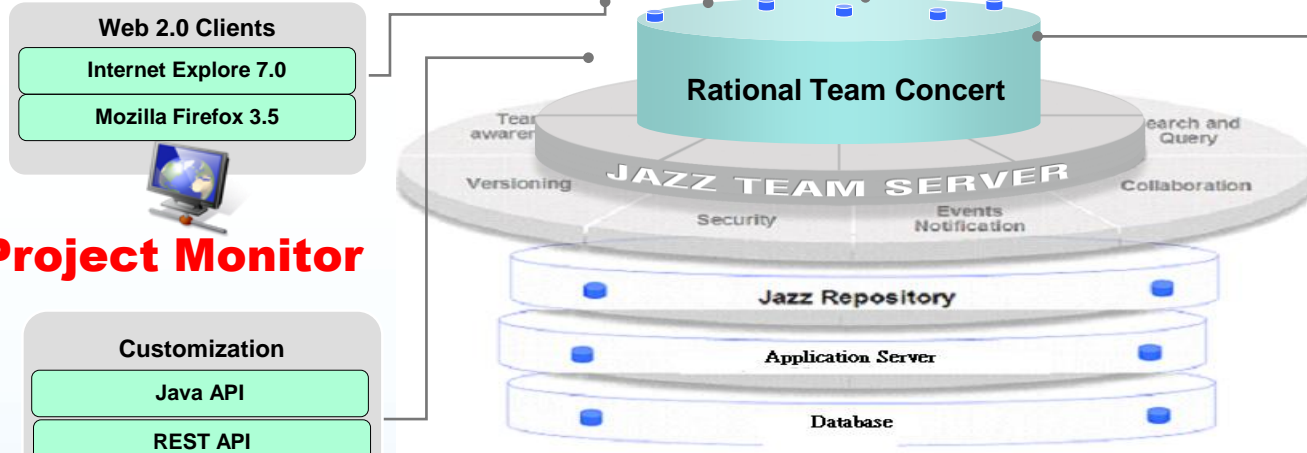 Web 2.0 Clients
Internet Explore 7.0
Mozilla Firefox 3.5
Project Monitor
Customization
Java API
REST API
Rational Team Concert
JAZZ TEAM SERVER
Query
Versioning
Collaboration
Security
Events
Notification
Jazz Repository
Application Server
Database